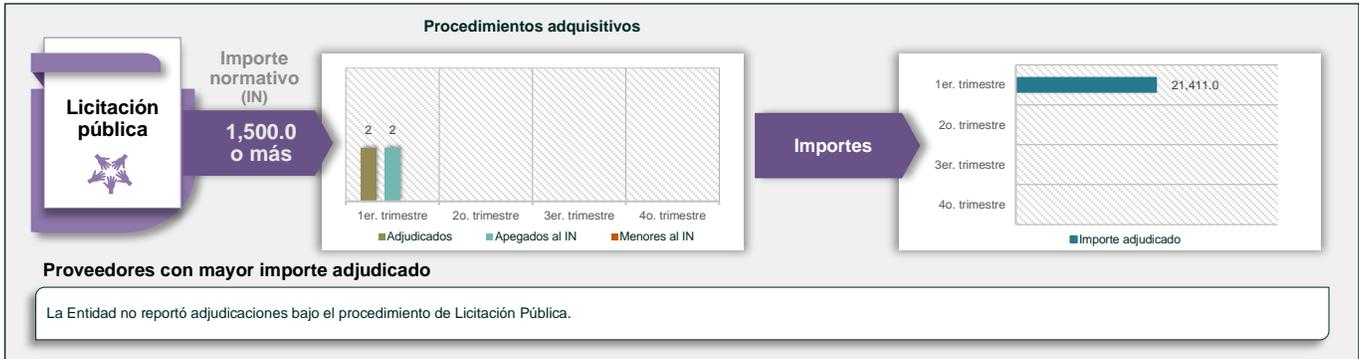 Procedimientos adquisitivos
Licitación
pública
Importe
normativo
(IN)
1,500.0
o más
2 2
1er. trimestre 2o. trimestre 3er. trimestre 4o. trimestre
Adjudicados Apegados al IN Menores al IN
Importes
1er. trimestre 21,411.0
2o. trimestre
3er. trimestre
4o. trimestre
Importe adjudicado
Proveedores con mayor importe adjudicado
La Entidad no reportó adjudicaciones bajo el procedimiento de Licitación Pública.